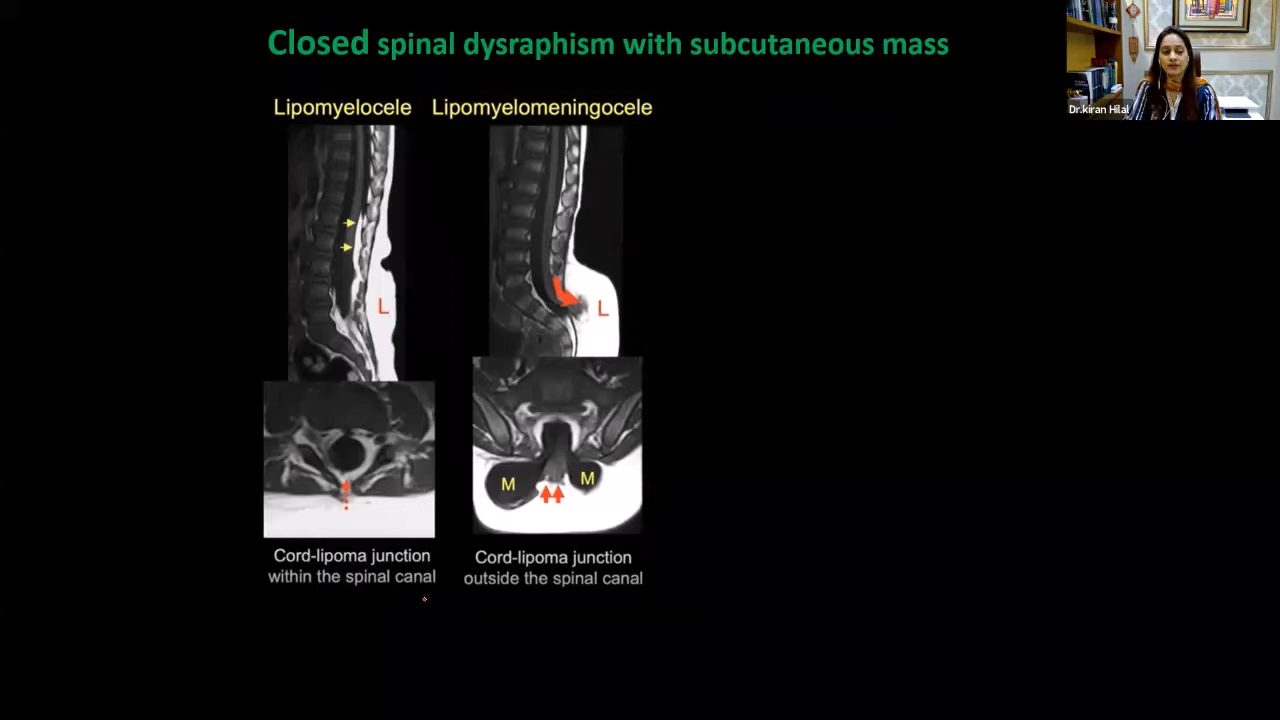 Closed spinal dysraphism with subcutaneous mass
Dr.kiran Hilal
Lipomyelocele
Lipomyelomeningocele
L
L
M
M
Cord-lipoma junction
within the spinal canal
Cord-lipoma junction
outside the spinal canal